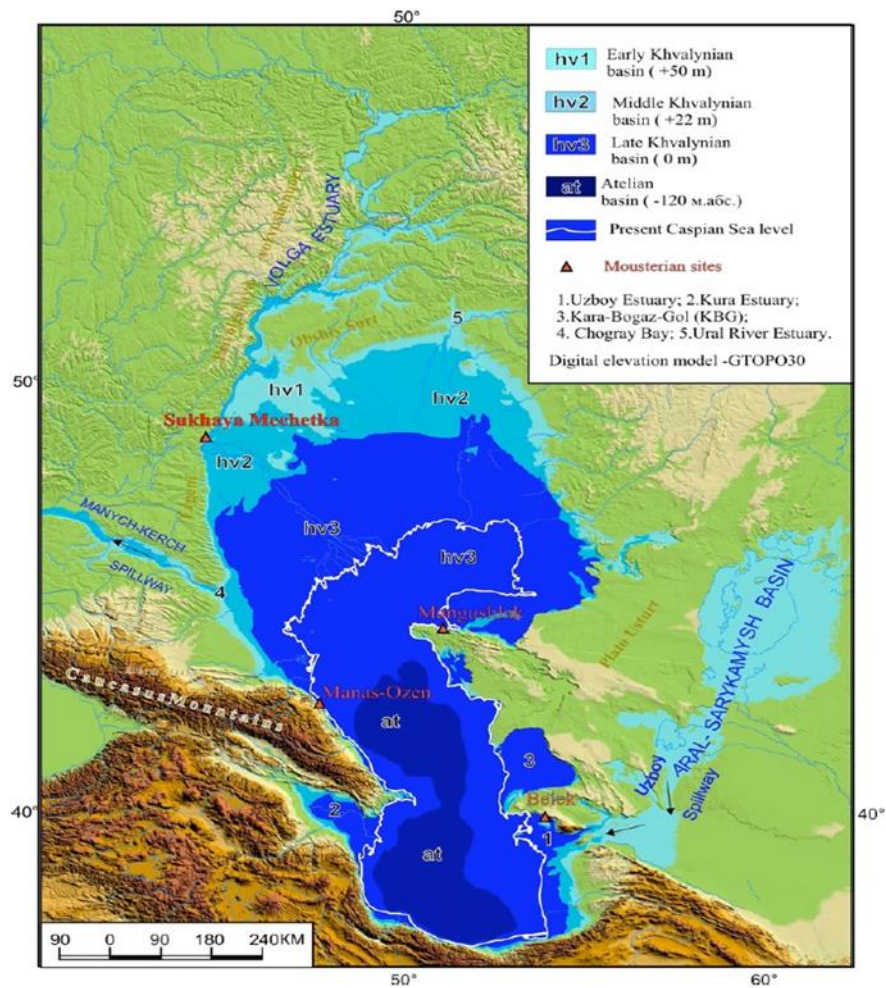 50°
hv1 Early Khvalynian
basin ( +50 m)
hv2 Middle Khvalynian
basin ( +22 m)
hv3 Late Khvalynian
basin (0 m)
at Atelian
basin ( -120 м.абс.)
Present Caspian Sea level
Mousterian sites
1.Uzboy Estuary; 2.Kura Estuary;
3.Kara-Bogaz-Gol (KBG);
4. Chogray Bay; 5.Ural River Estuary.
Digital elevation model -GTOPO30
VOLGA ESTUARY
5
Obshiy Syrt
50°
hv1
hv2
Sukhaya Mechetka
hv2
MANYCH-KERCH
SPILLWAY
hv3
hv3
4
Mangushlak
Plain Usturt
ARAL- SARYKAMYSH BASIN
Caucasus Mountains
Manas-Ozen
at
3
Uzboy
Spillway
40°
2
Belek
1
40°
at
90 0 90 180 240KM
50°
60°